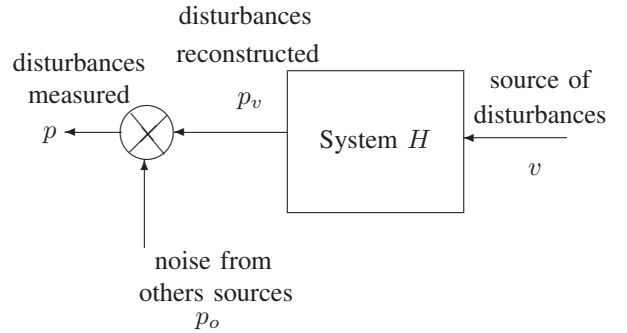 disturbances
reconstructed
disturbances
measured
source of
disturbances
p
p_v
System H
v
noise from
others sources
p_o